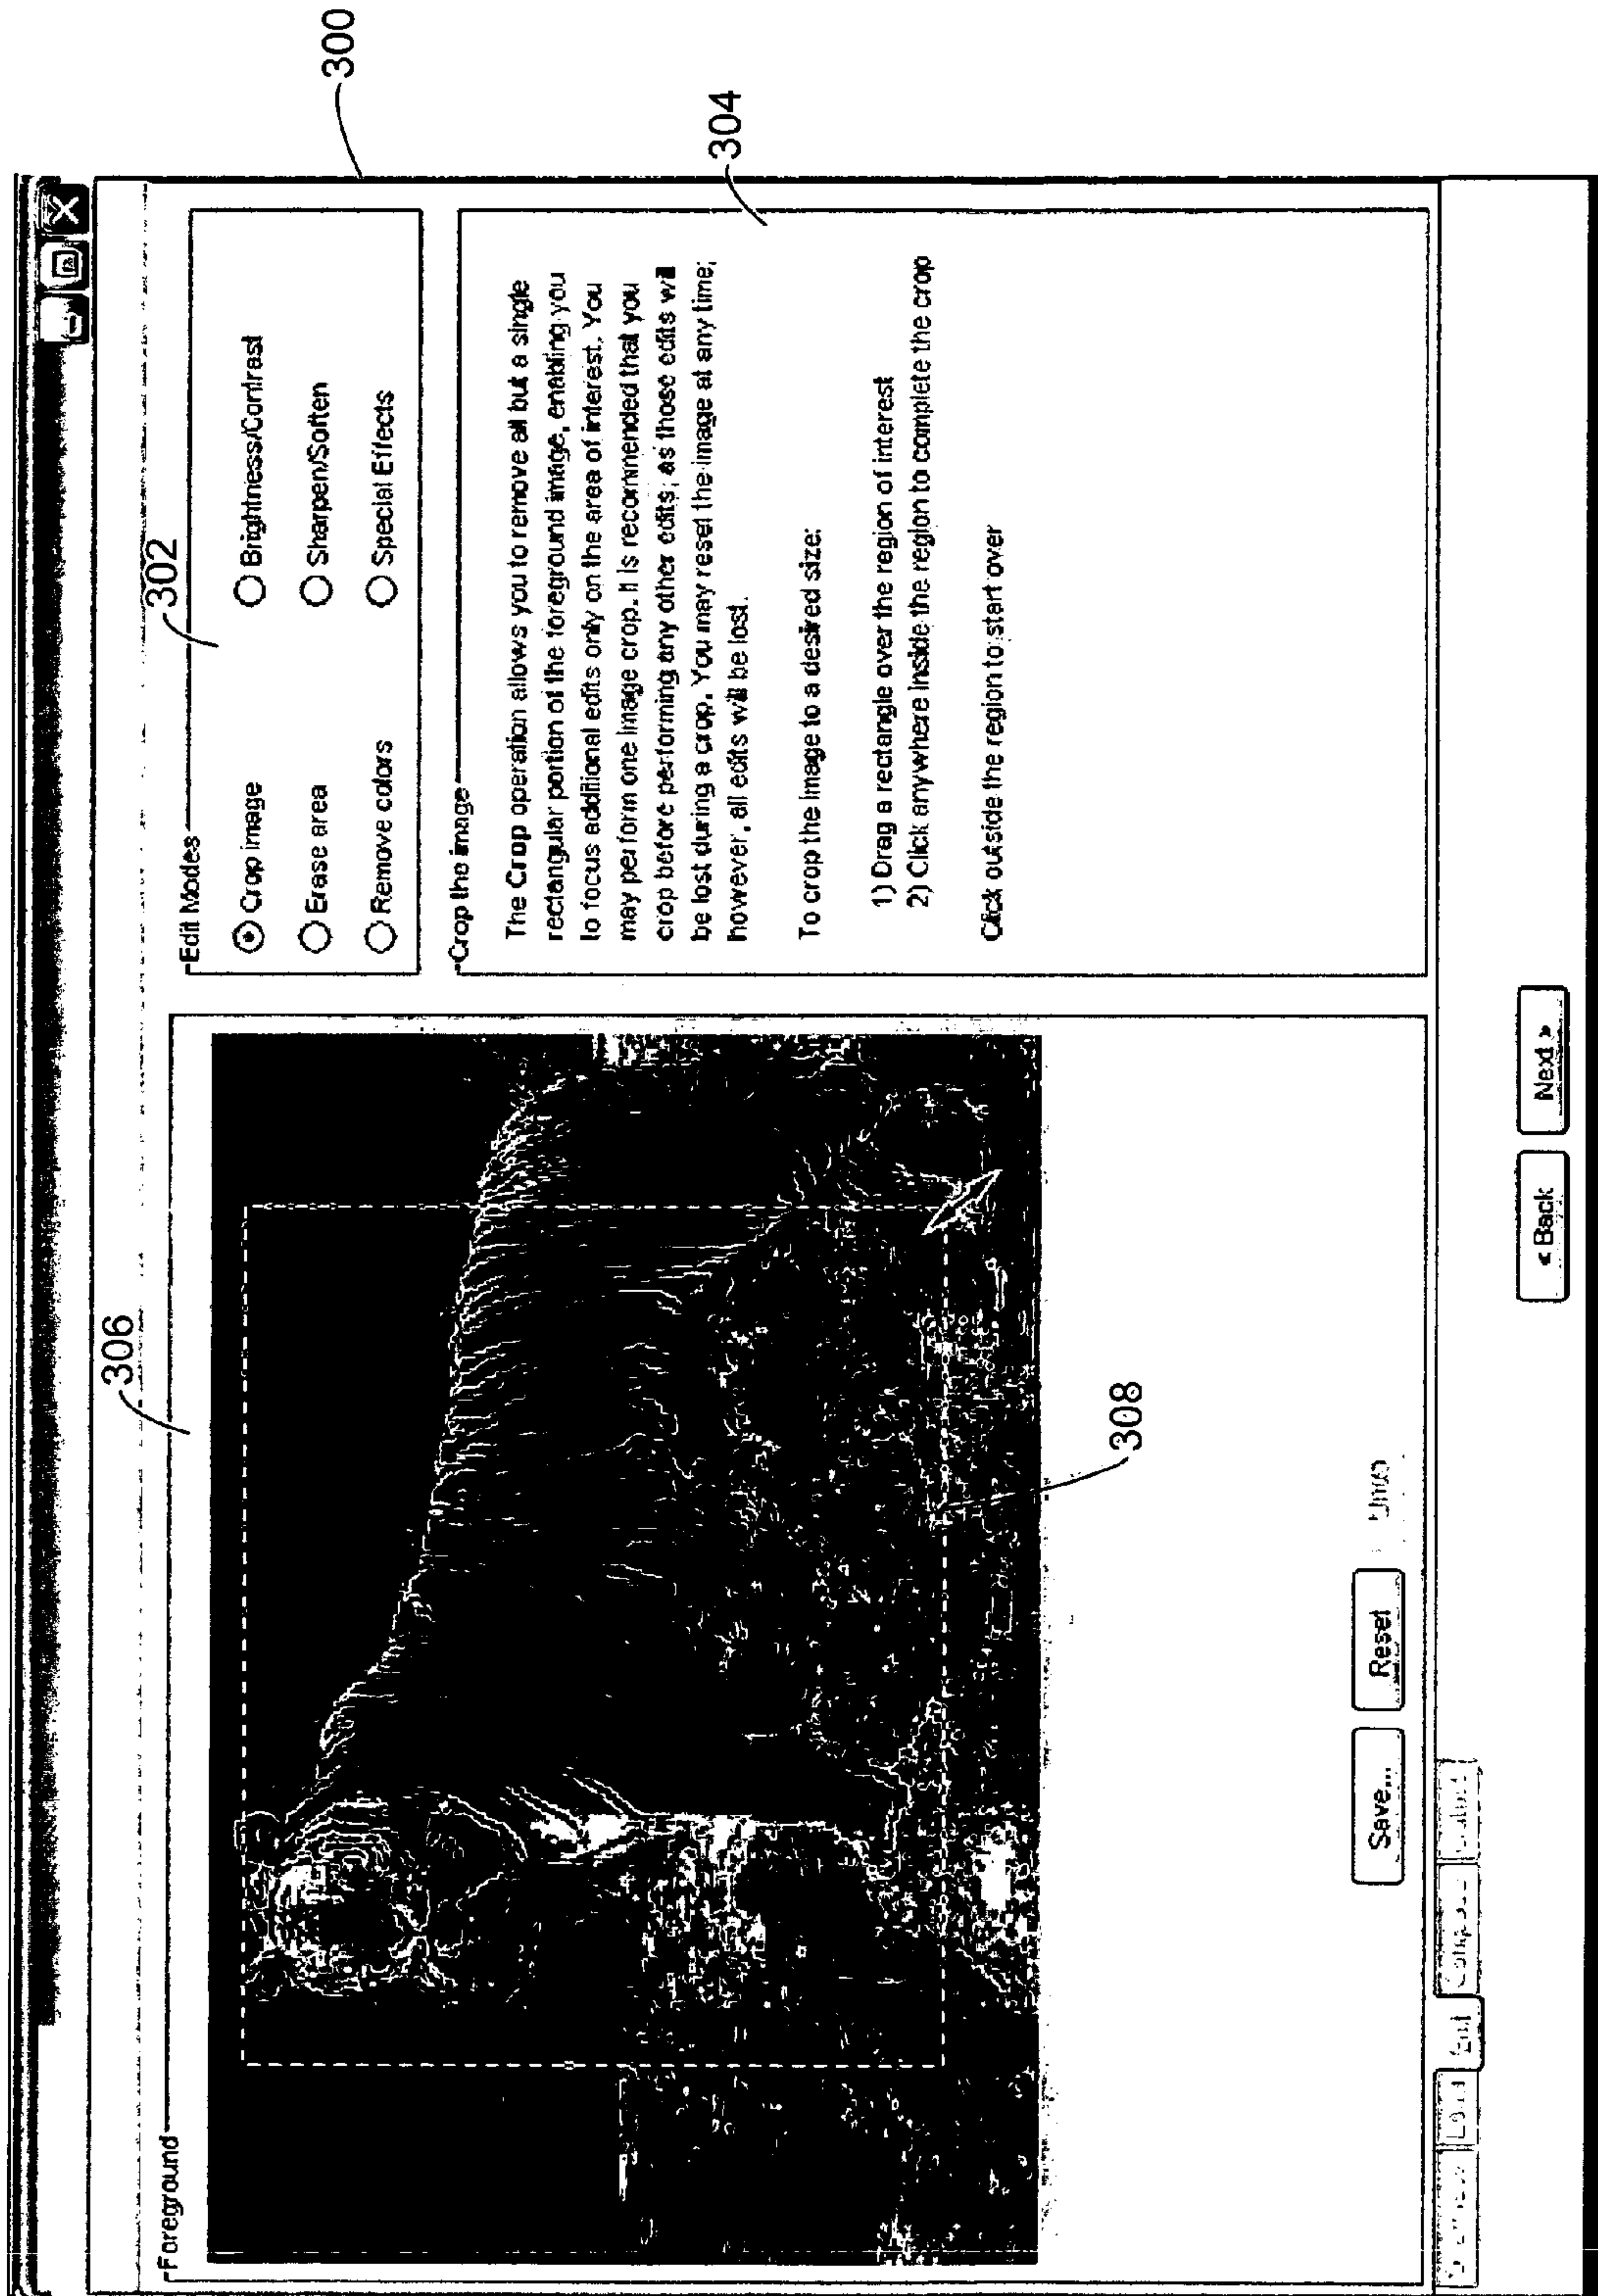 300
302
304
306
308
Foreground
Save...
Reset
Edit Modes
Crop image
Brightness/Contrast
Erase area
Sharpen/Soften
Remove colors
Special Effects
Crop the image
The Crop operation allows you to remove all but a single
rectangular portion of the foreground image, enabling you
to focus additional edits only on the area of interest. You
may perform one image crop. It is recommended that you
crop before performing any other edits, as those edits will
be lost during a crop. You may reset the image at any time;
however, all edits will be lost.
To crop the image to a desired size:
1) Drag a rectangle over the region of interest
2) Click anywhere inside the region to complete the crop
Click outside the region to start over
Edit
< Back
Next >